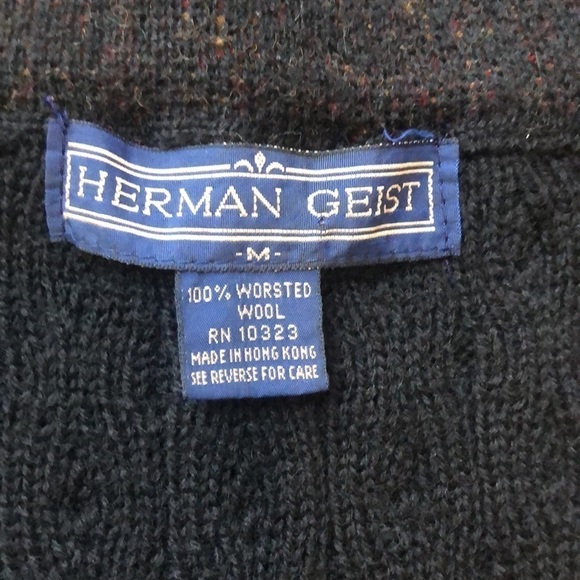 HERMAN GEIST
- M -
100% WORSTED
WOOL
RN 10323
MADE IN HONG KONG
SEE REVERSE FOR CARE